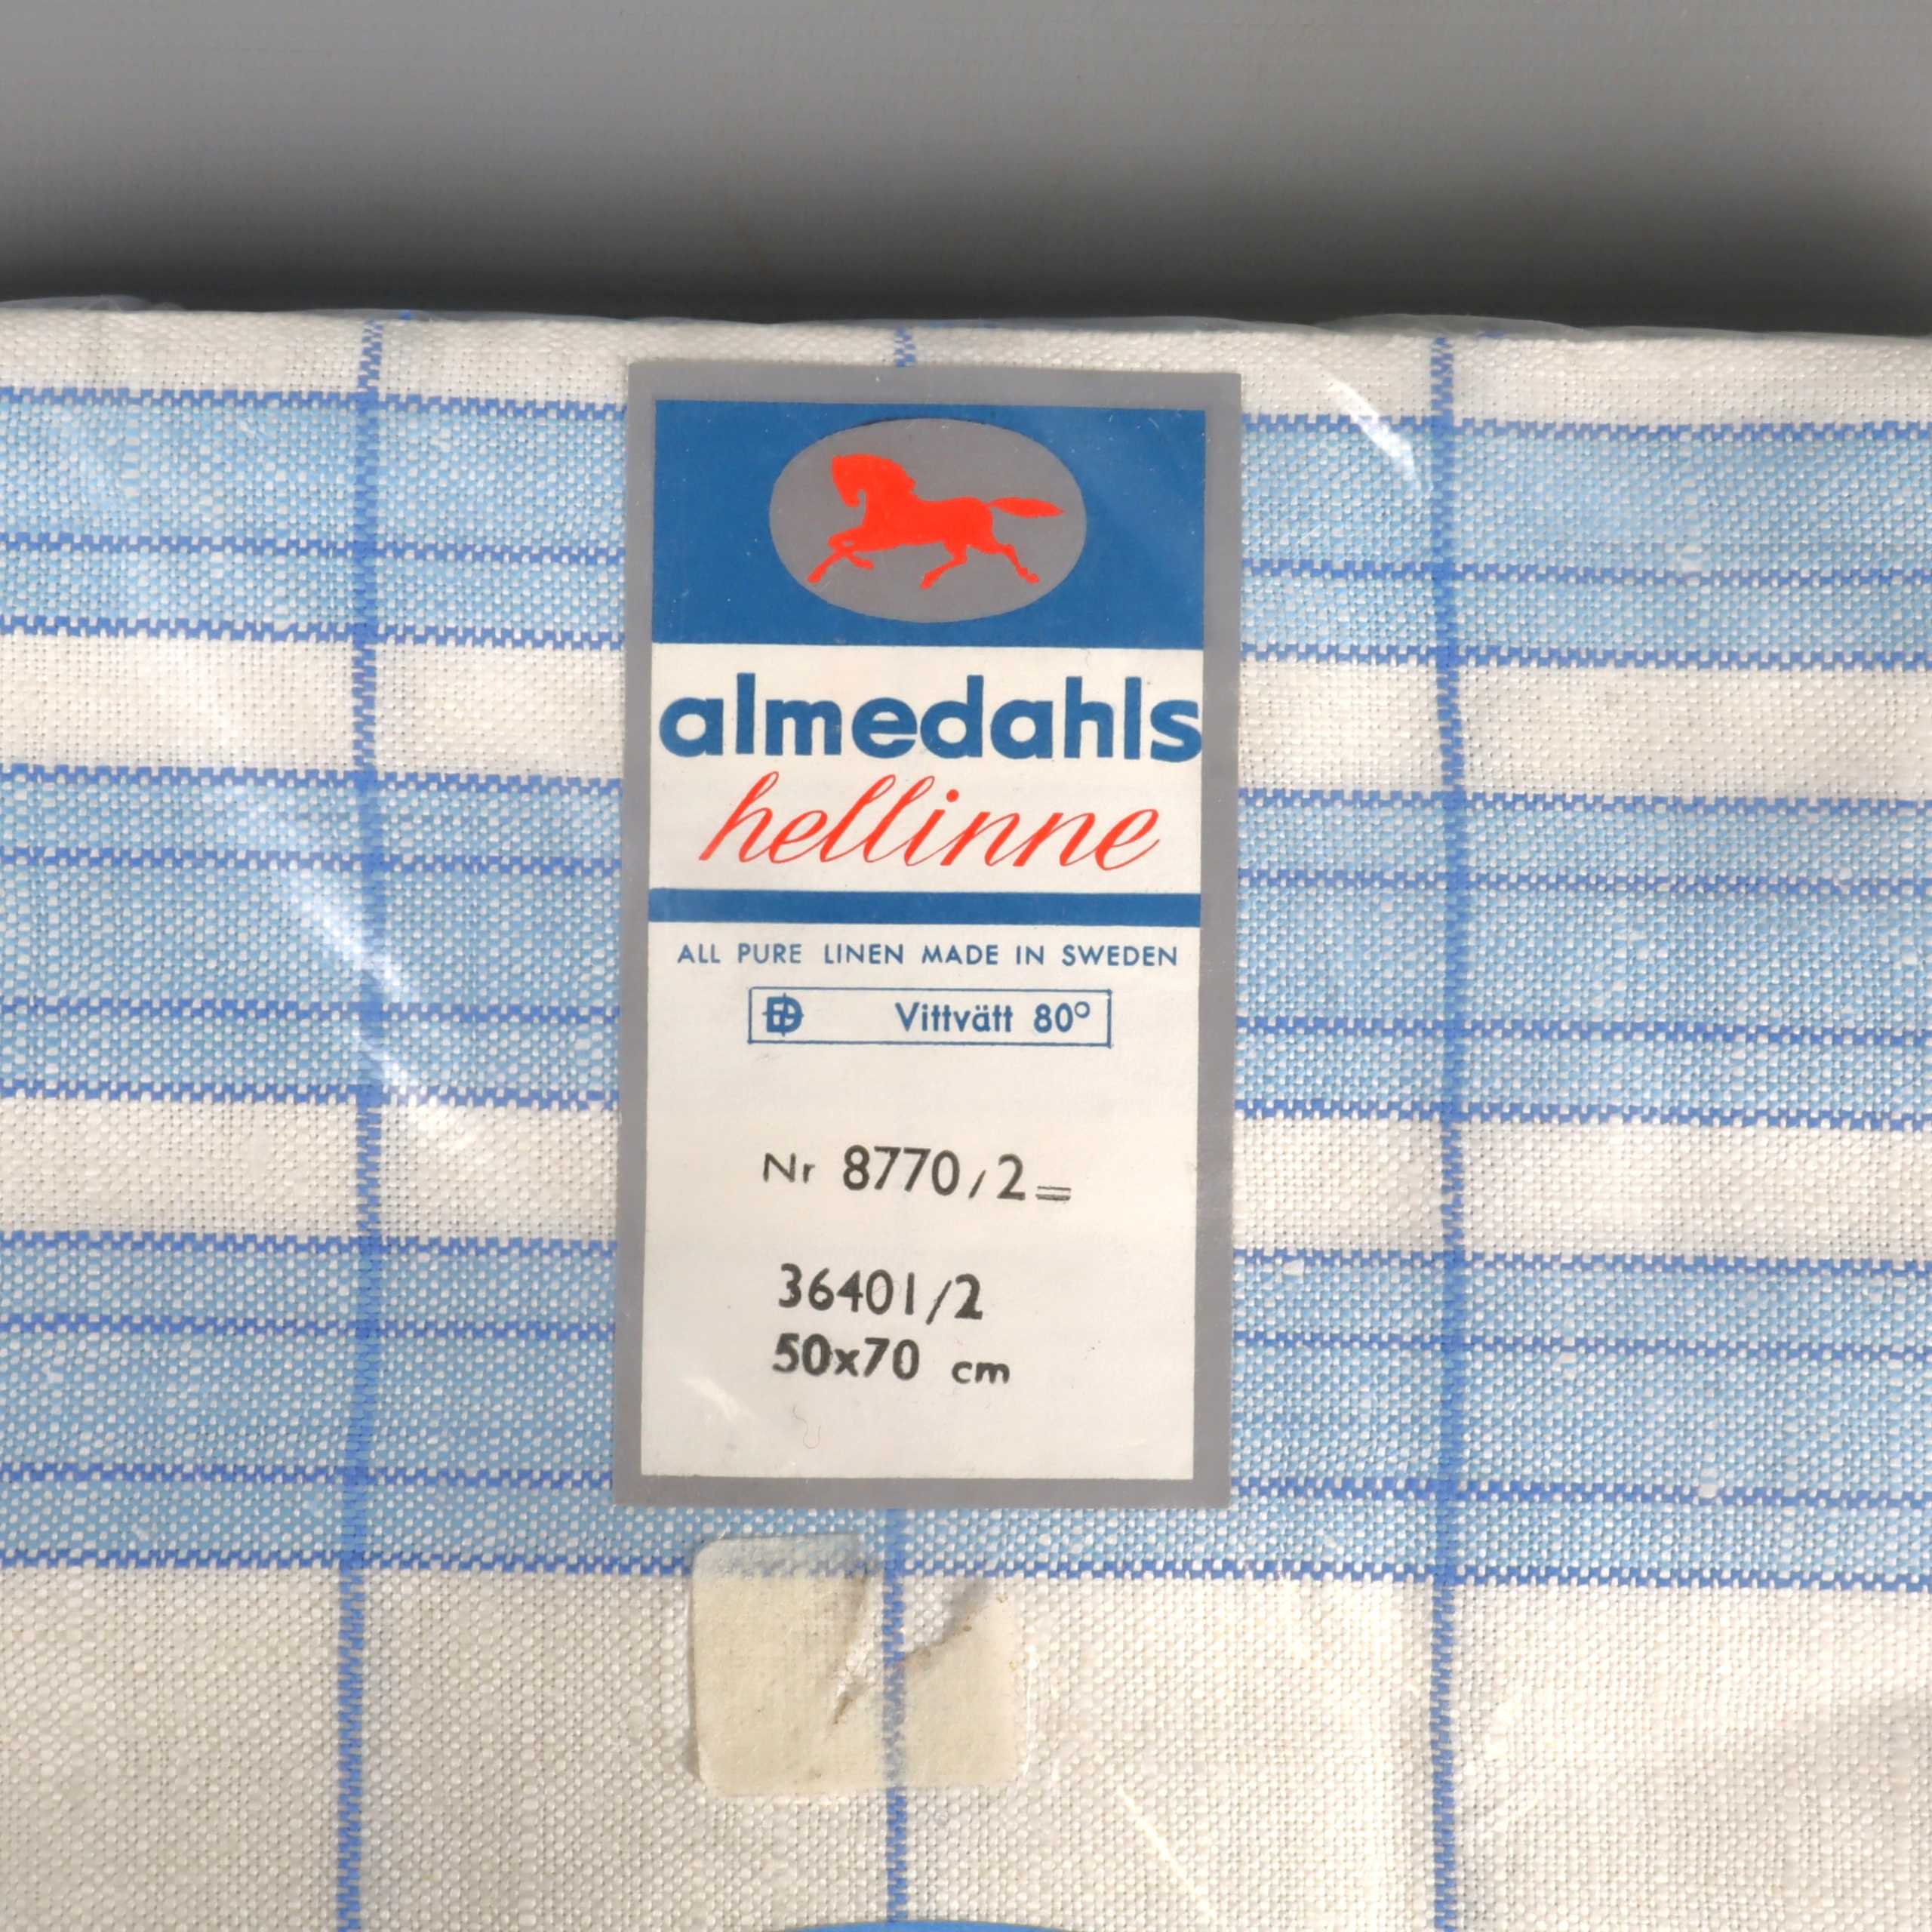 almedahls
hellinne
ALL PURE LINEN MADE IN SWEDEN
Vittvätt 80°
Nr 8770/2=
36401/2
50x70 cm